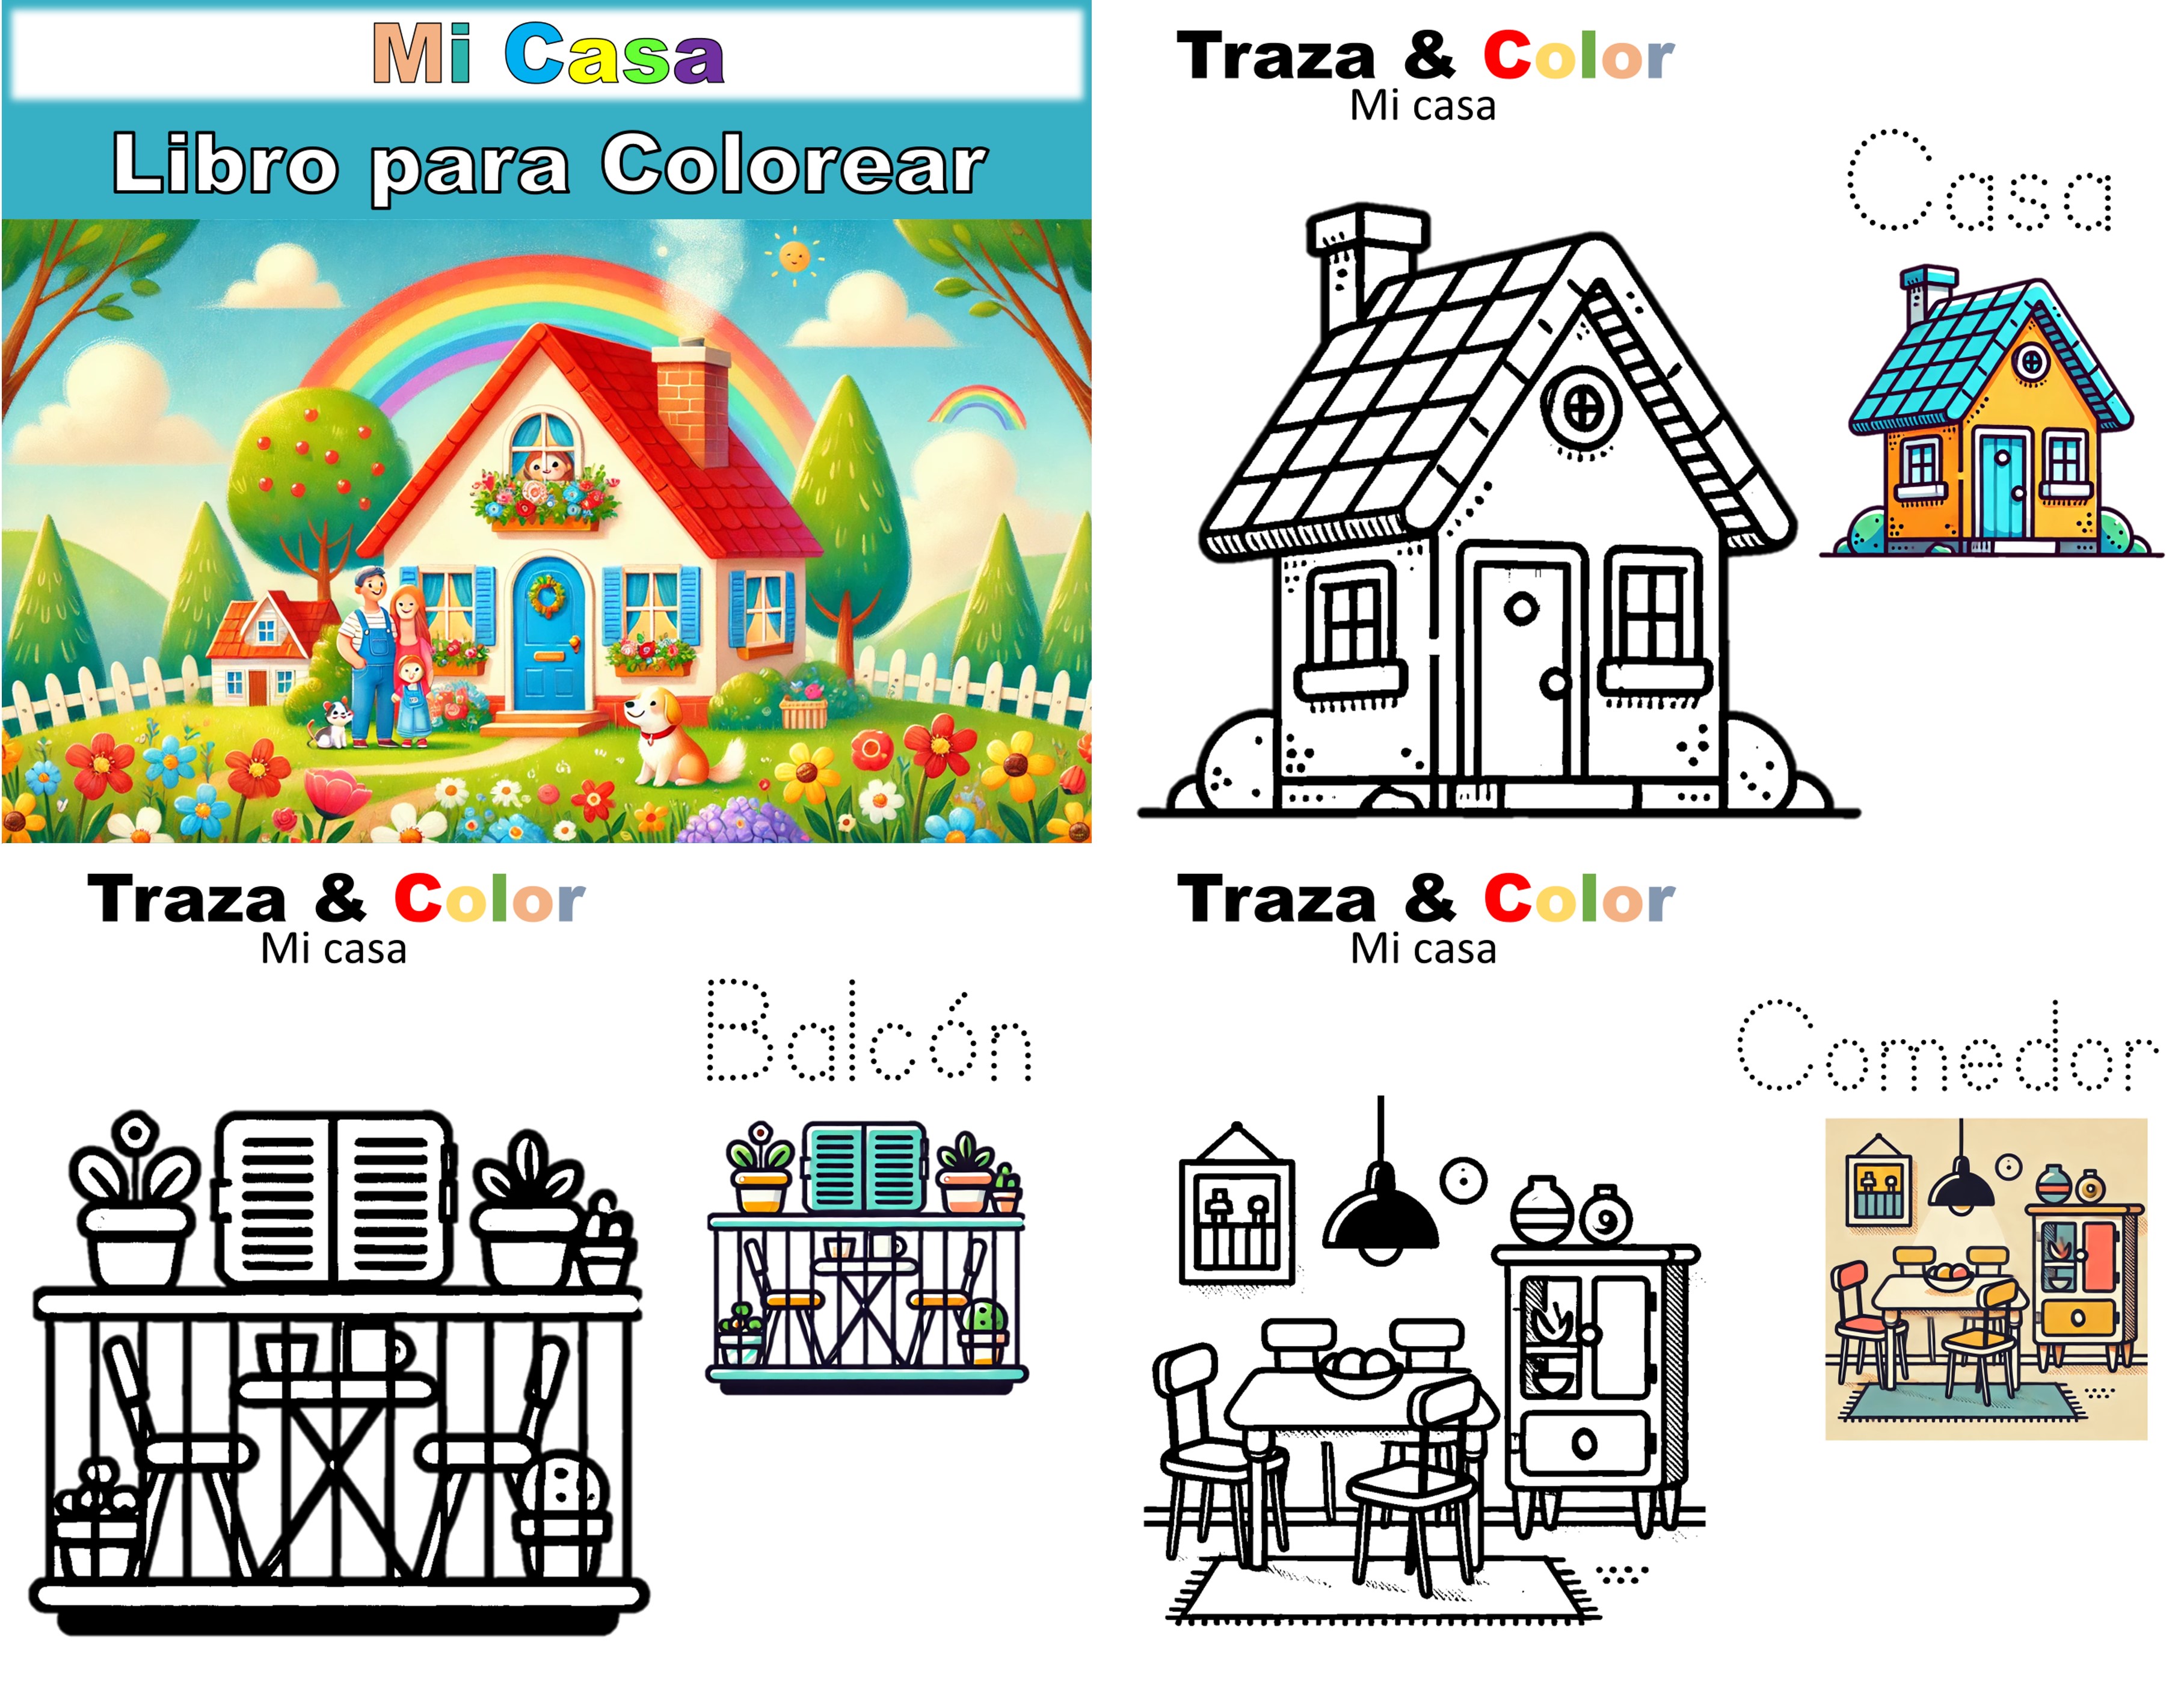 Mi Casa
Libro para Colorear
Traza & Color
Mi casa
Casa
Traza & Color
Mi casa
Balcón
Traza & Color
Mi casa
Comedor